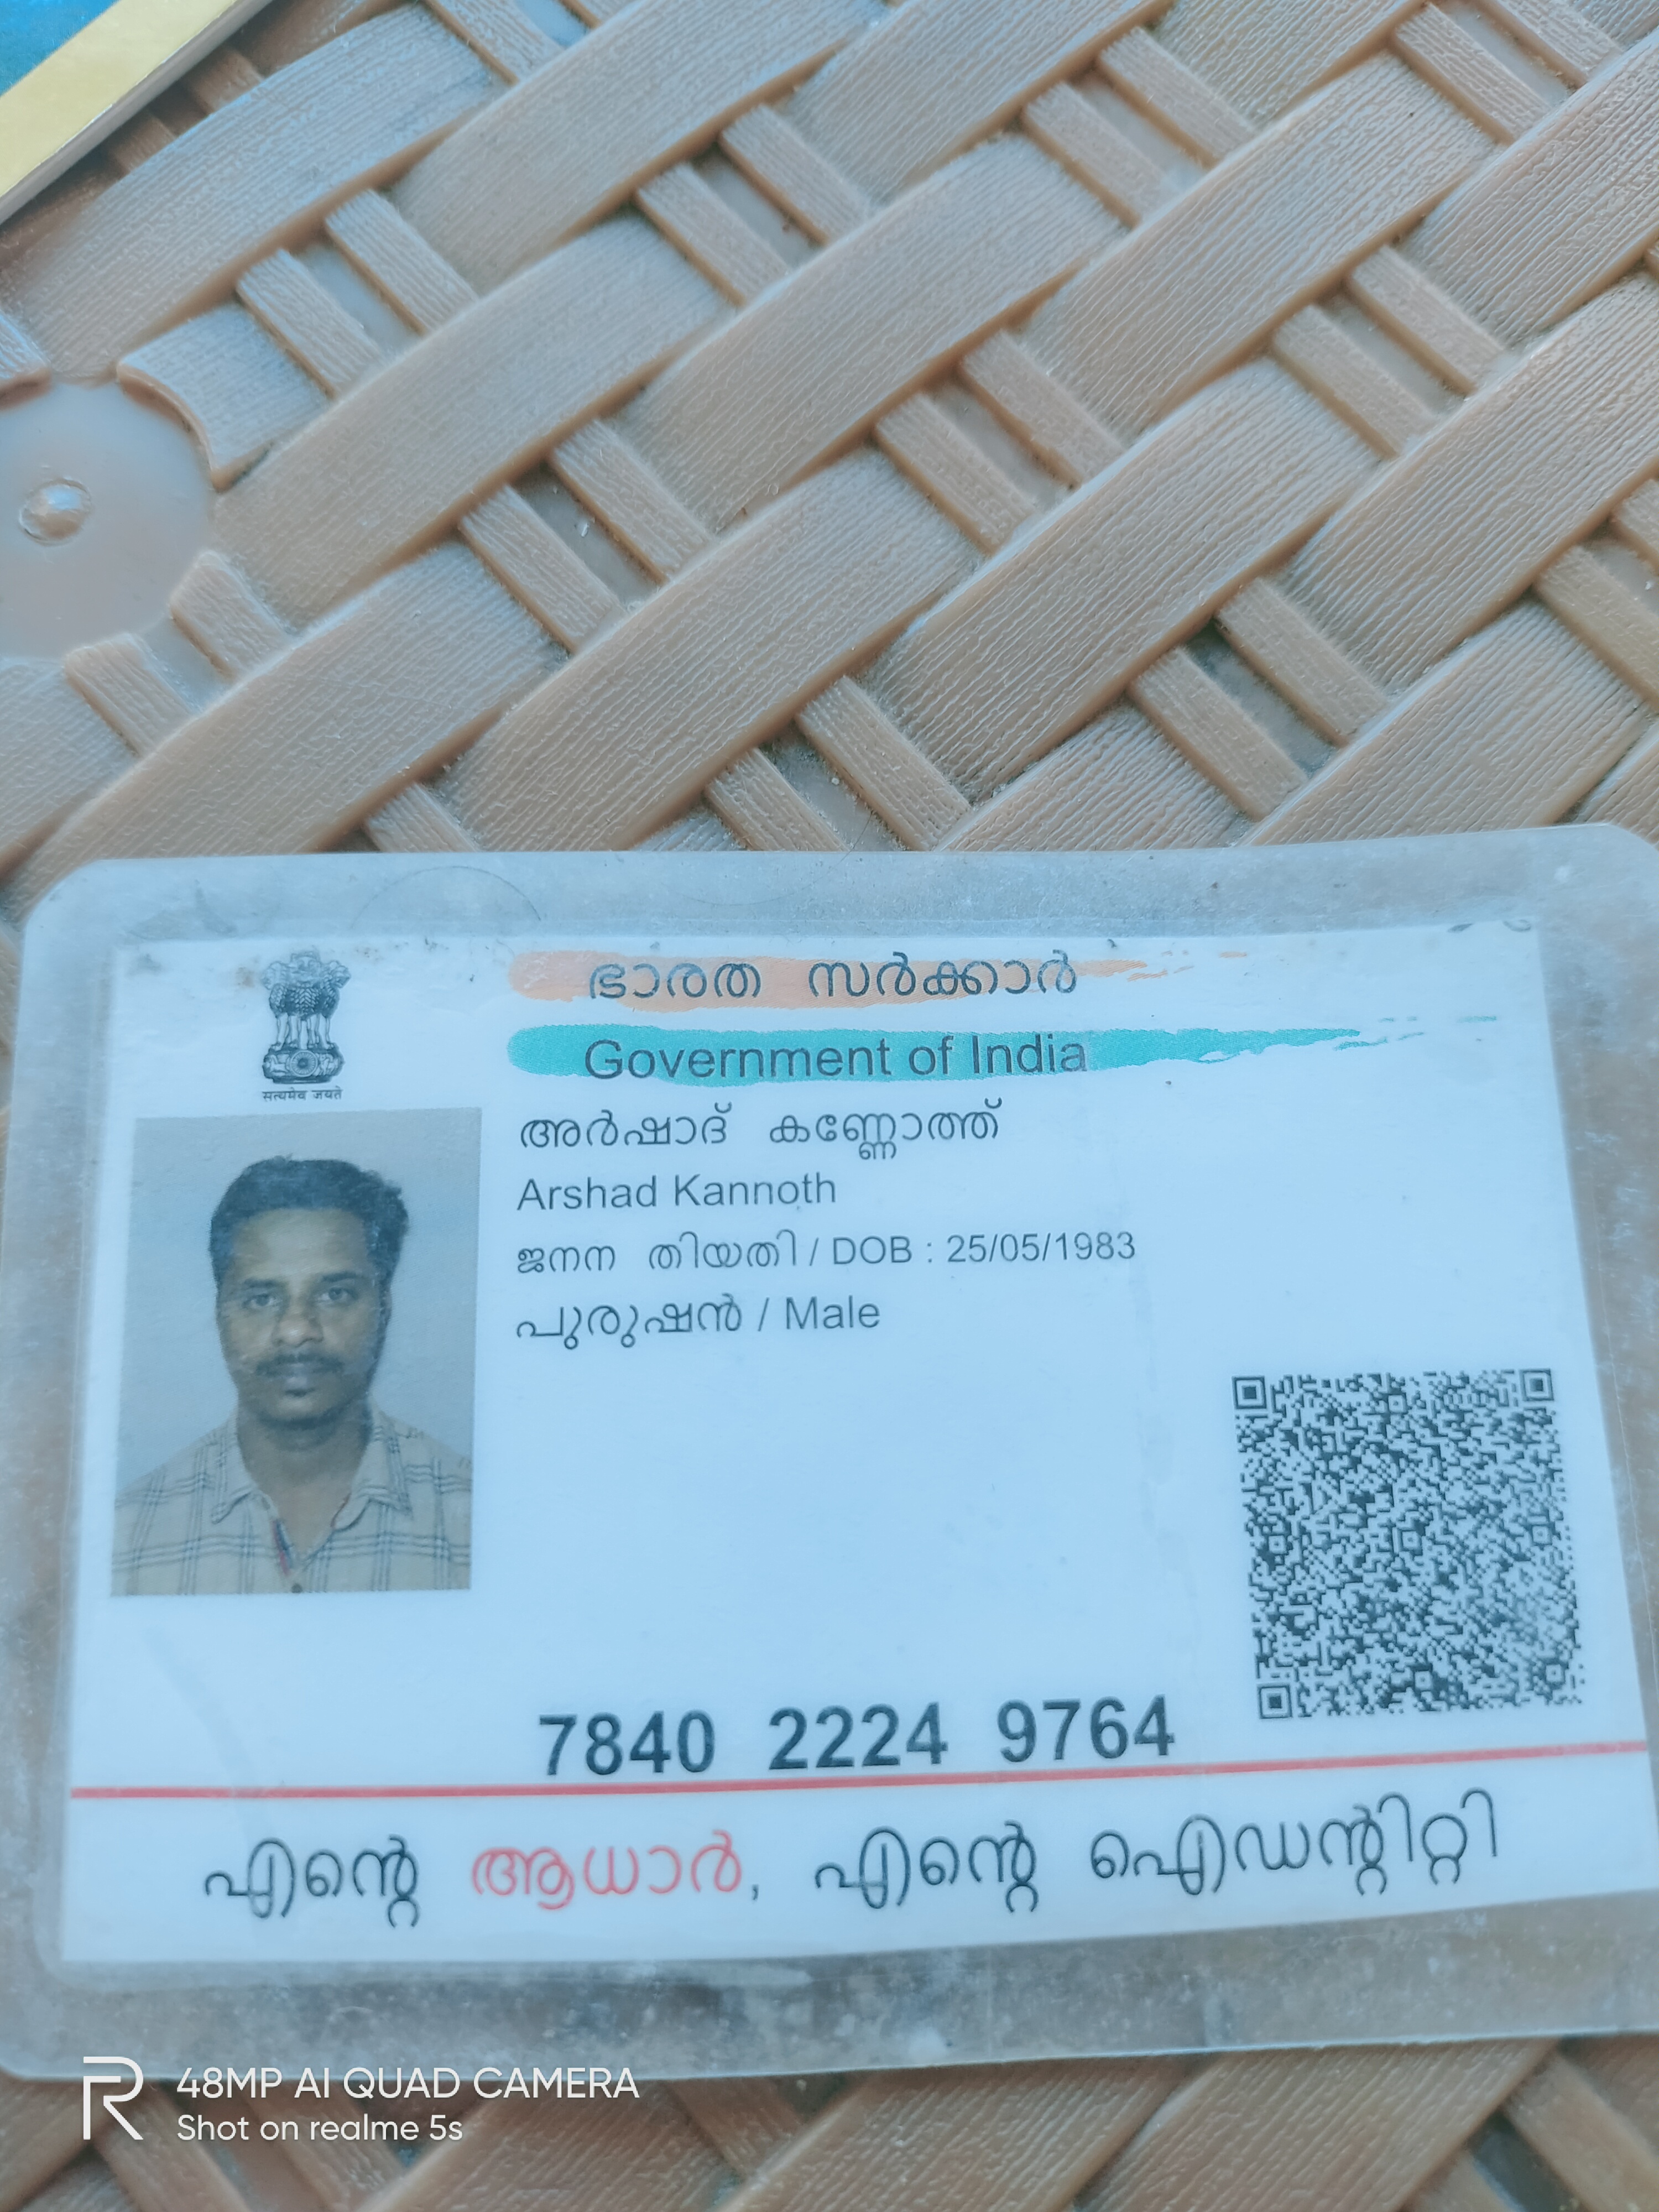 ഭാരത സർക്കാർ
Government of India
सत्यमेव जयते
അർഷാദ് കണ്ണോത്ത്
Arshad Kannoth
ജനന തിയതി / DOB : 25/05/1983
പുരുഷൻ / Male
7840 2224 9764
എന്റെ ആധാർ, എന്റെ ഐഡന്റിറ്റി
48MP AI QUAD CAMERA
Shot on realme 5s